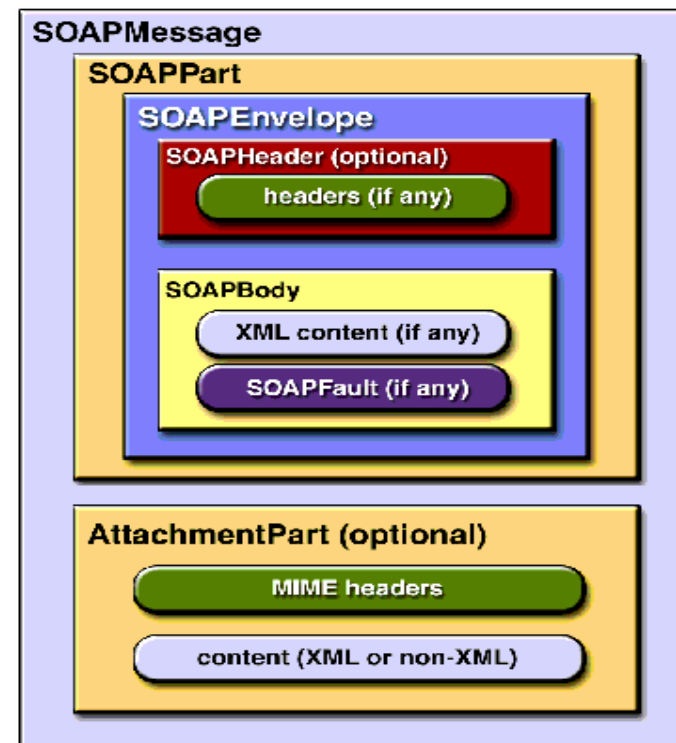 SOAPMessage
SOAPPart
SOAPEnvelope
SOAPHeader (optional)
headers (if any)
SOAPBody
XML content (if any)
SOAPFault (if any)
AttachmentPart (optional)
MIME headers
content (XML or non-XML)